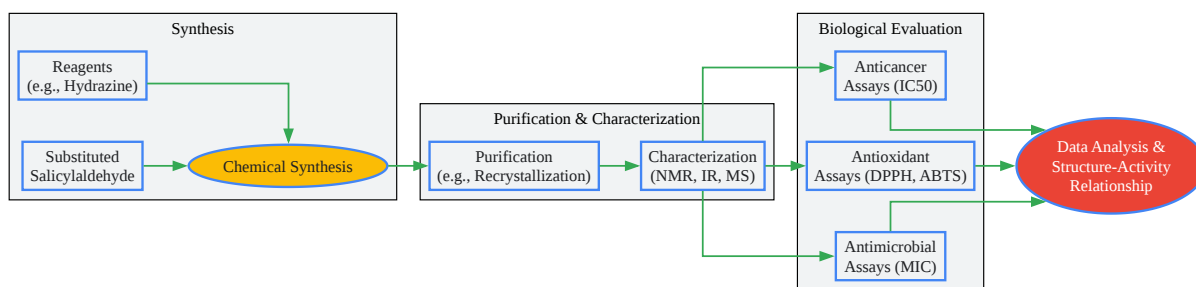 Synthesis
Reagents
(e.g., Hydrazine)
Substituted
Salicylaldehyde
Chemical Synthesis
Purification & Characterization
Purification
(e.g., Recrystallization)
Characterization
(NMR, IR, MS)
Biological Evaluation
Anticancer
Assays (IC50)
Antioxidant
Assays (DPPH, ABTS)
Antimicrobial
Assays (MIC)
Data Analysis &
Structure-Activity
Relationship